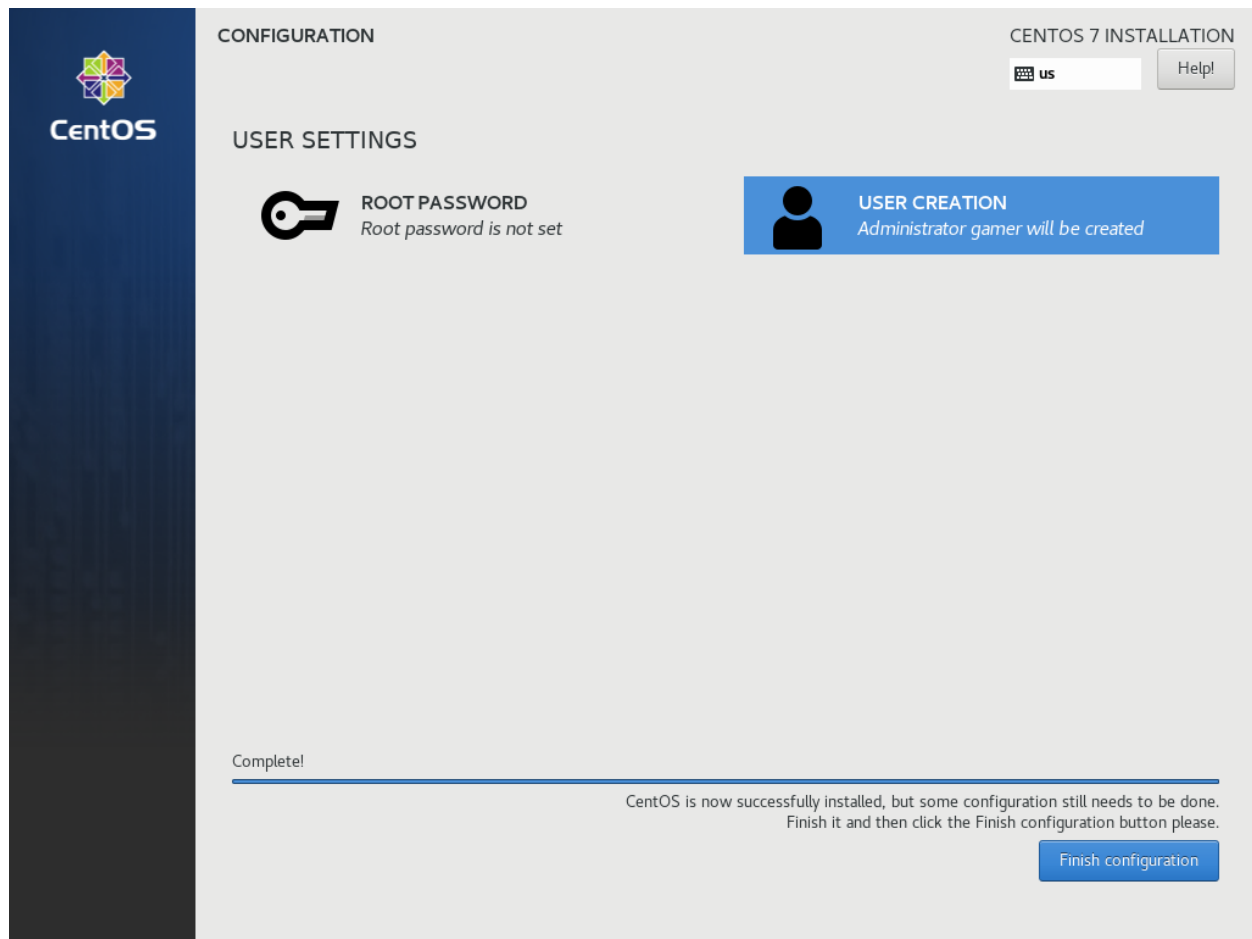 CentOS
CONFIGURATION
CENTOS 7 INSTALLATION
us
Help!
USER SETTINGS
ROOT PASSWORD
Root password is not set
USER CREATION
Administrator gamer will be created
Complete!
CentOS is now successfully installed, but some configuration still needs to be done.
Finish it and then click the Finish configuration button please.
Finish configuration